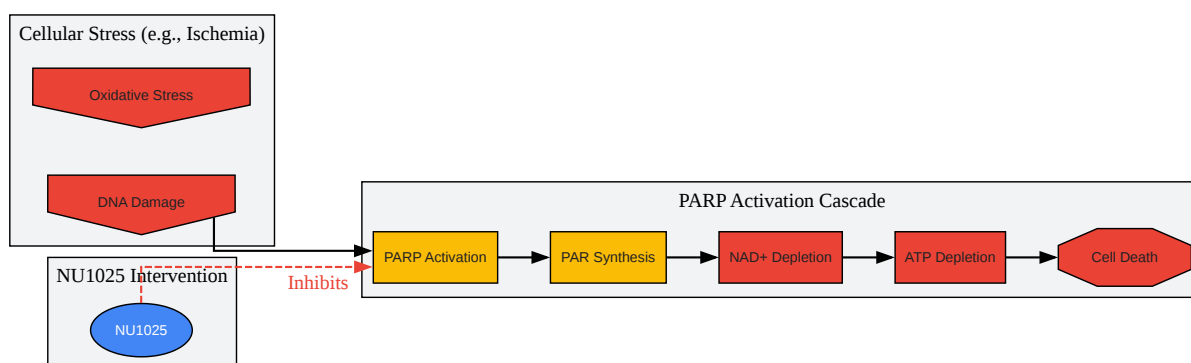 Cellular Stress (e.g., Ischemia)
Oxidative Stress
DNA Damage
PARP Activation Cascade
PARP Activation
PAR Synthesis
NAD+ Depletion
ATP Depletion
Cell Death
NU1025 Intervention
Inhibits
NU1025